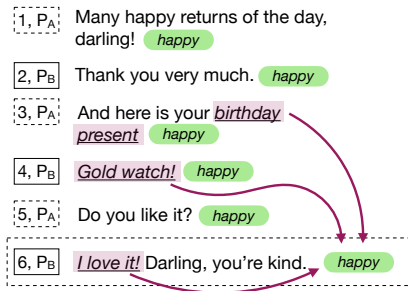 1, PA Many happy returns of the day,
darling! happy
2, PB Thank you very much. happy
3, PA And here is your birthday
present happy
4, PB Gold watch! happy
5, PA Do you like it? happy
6, PB I love it! Darling, you're kind. happy